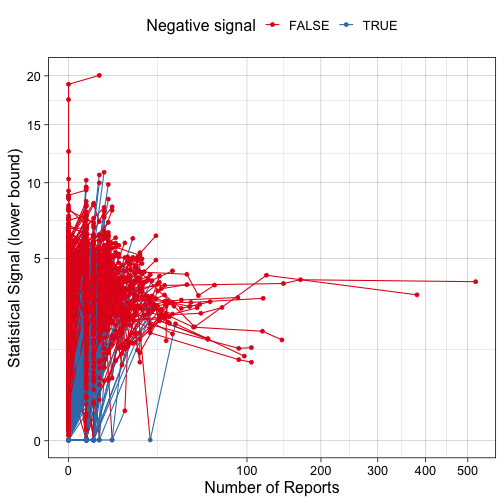 Negative signal FALSE TRUE
20
15
10
5
0
Statistical Signal (lower bound)
0 100 200 300 400 500
Number of Reports